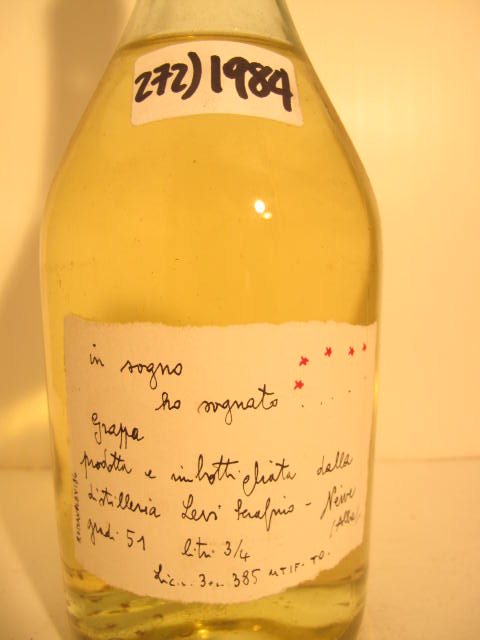 272) 1984
in sogno
ho sognato . . . .
Grappa
prodotta e imbottigliata dalla
distilleria Levi Serafino - Neive
(Alba)
gradi 51 litri 3/4
Lic. n. 385 UTIF. TO.